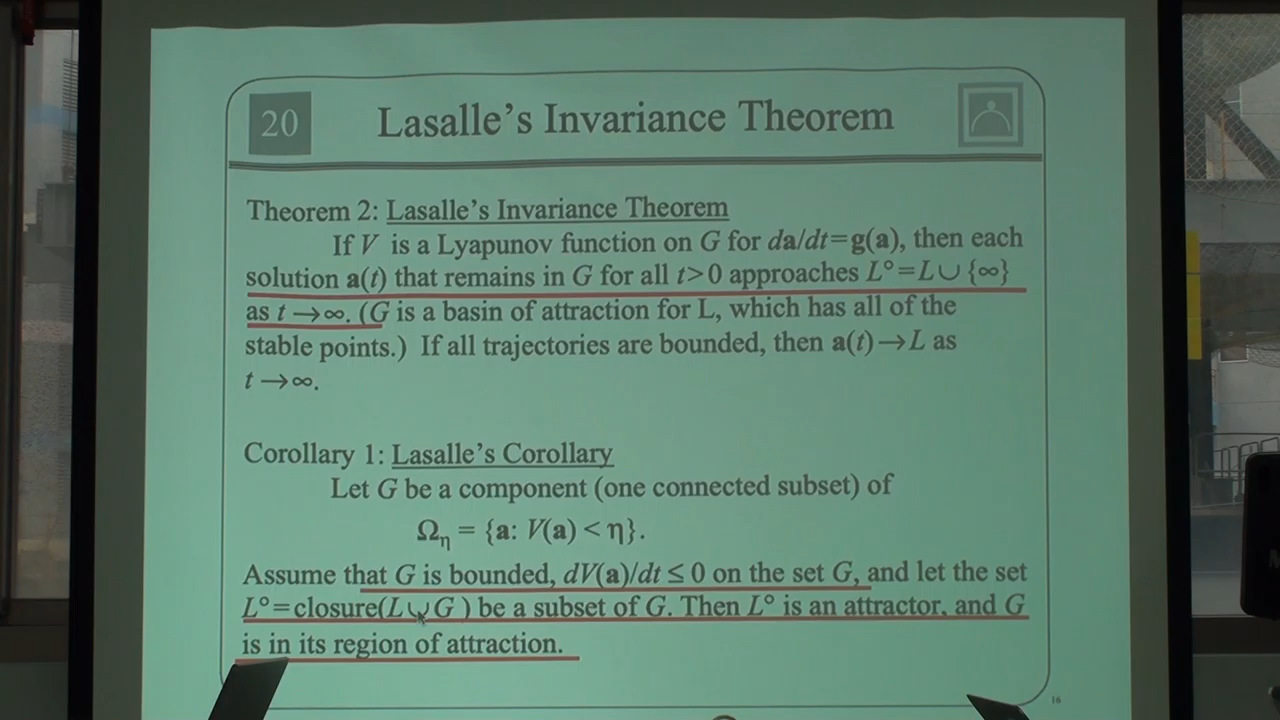 20
Lasalle's Invariance Theorem
Theorem 2: Lasalle's Invariance Theorem
If V is a Lyapunov function on G for da/dt=g(a), then each
solution a(t) that remains in G for all t>0 approaches L°=L∪{∞}
as t→∞. (G is a basin of attraction for L, which has all of the
stable points.) If all trajectories are bounded, then a(t)→L as
t→∞.
Corollary 1: Lasalle's Corollary
Let G be a component (one connected subset) of
Ωη = {a: V(a) < η}.
Assume that G is bounded, dV(a)/dt ≤ 0 on the set G, and let the set
L°=closure(L∪G ) be a subset of G. Then L° is an attractor, and G
is in its region of attraction.
16